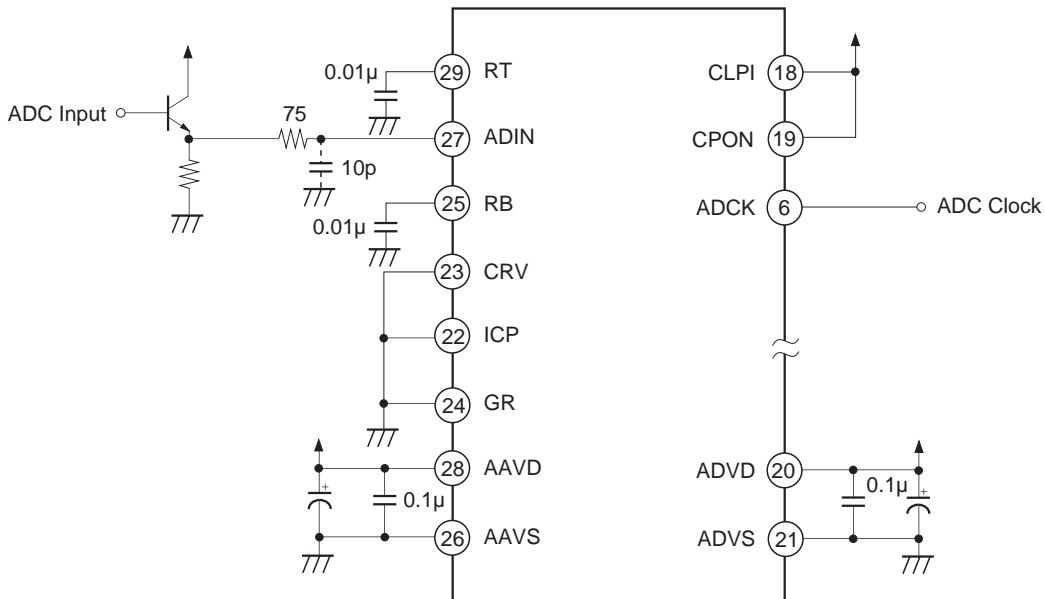 0.01μ
29 RT
CLPI 18
ADC Input
75
27 ADIN
CPON 19
10p
25 RB
ADCK 6
ADC Clock
0.01μ
23 CRV
22 ICP
24 GR
28 AAVD
ADVD 20
+
0.1μ
0.1μ
+
26 AAVS
ADVS 21